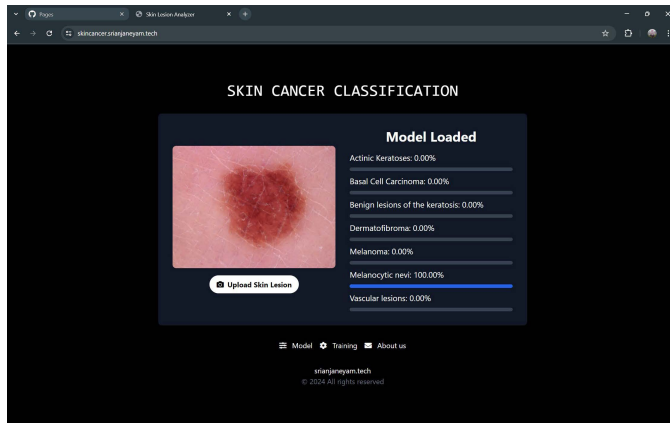 Pages
Skin Lesion Analyzer
skincancer.srianjaneyam.tech
SKIN CANCER CLASSIFICATION
Model Loaded
Actinic Keratoses: 0.00%
Basal Cell Carcinoma: 0.00%
Benign lesions of the keratosis: 0.00%
Dermatofibroma: 0.00%
Melanoma: 0.00%
Melanocytic nevi: 100.00%
Vascular lesions: 0.00%
Upload Skin Lesion
Model Training About us
srianjaneyam.tech
© 2024 All rights reserved